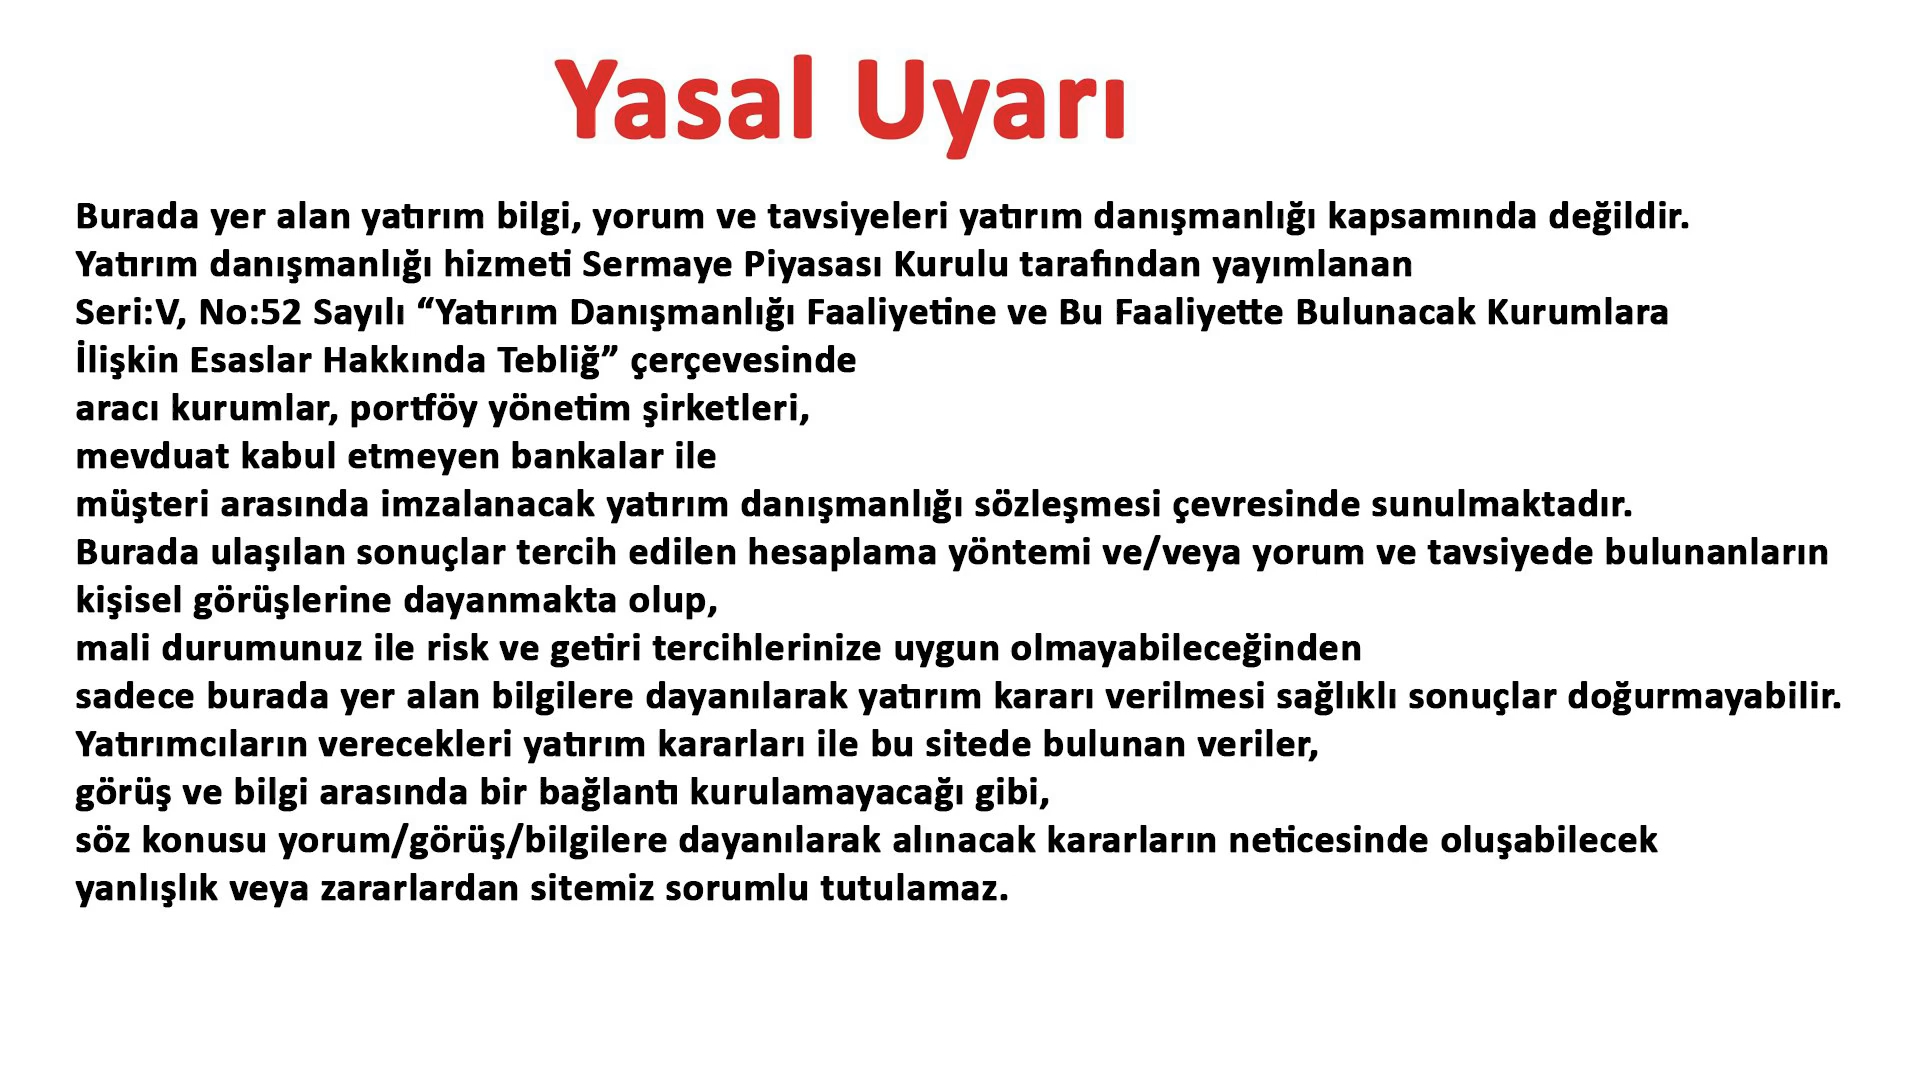 Yasal Uyarı
Burada yer alan yatırım bilgi, yorum ve tavsiyeleri yatırım danışmanlığı kapsamında değildir.
Yatırım danışmanlığı hizmeti Sermaye Piyasası Kurulu tarafından yayımlanan
Seri:V, No:52 Sayılı “Yatırım Danışmanlığı Faaliyetine ve Bu Faaliyette Bulunacak Kurumlara
İlişkin Esaslar Hakkında Tebliğ” çerçevesinde
aracı kurumlar, portföy yönetim şirketleri,
mevduat kabul etmeyen bankalar ile
müşteri arasında imzalanacak yatırım danışmanlığı sözleşmesi çevresinde sunulmaktadır.
Burada ulaşılan sonuçlar tercih edilen hesaplama yöntemi ve/veya yorum ve tavsiyede bulunanların
kişisel görüşlerine dayanmakta olup,
mali durumunuz ile risk ve getiri tercihlerinize uygun olmayabileceğinden
sadece burada yer alan bilgilere dayanılarak yatırım kararı verilmesi sağlıklı sonuçlar doğurmayabilir.
Yatırımcıların verecekleri yatırım kararları ile bu sitede bulunan veriler,
görüş ve bilgi arasında bir bağlantı kurulamayacağı gibi,
söz konusu yorum/görüş/bilgilere dayanılarak alınacak kararların neticesinde oluşabilecek
yanlışlık veya zararlardan sitemiz sorumlu tutulamaz.